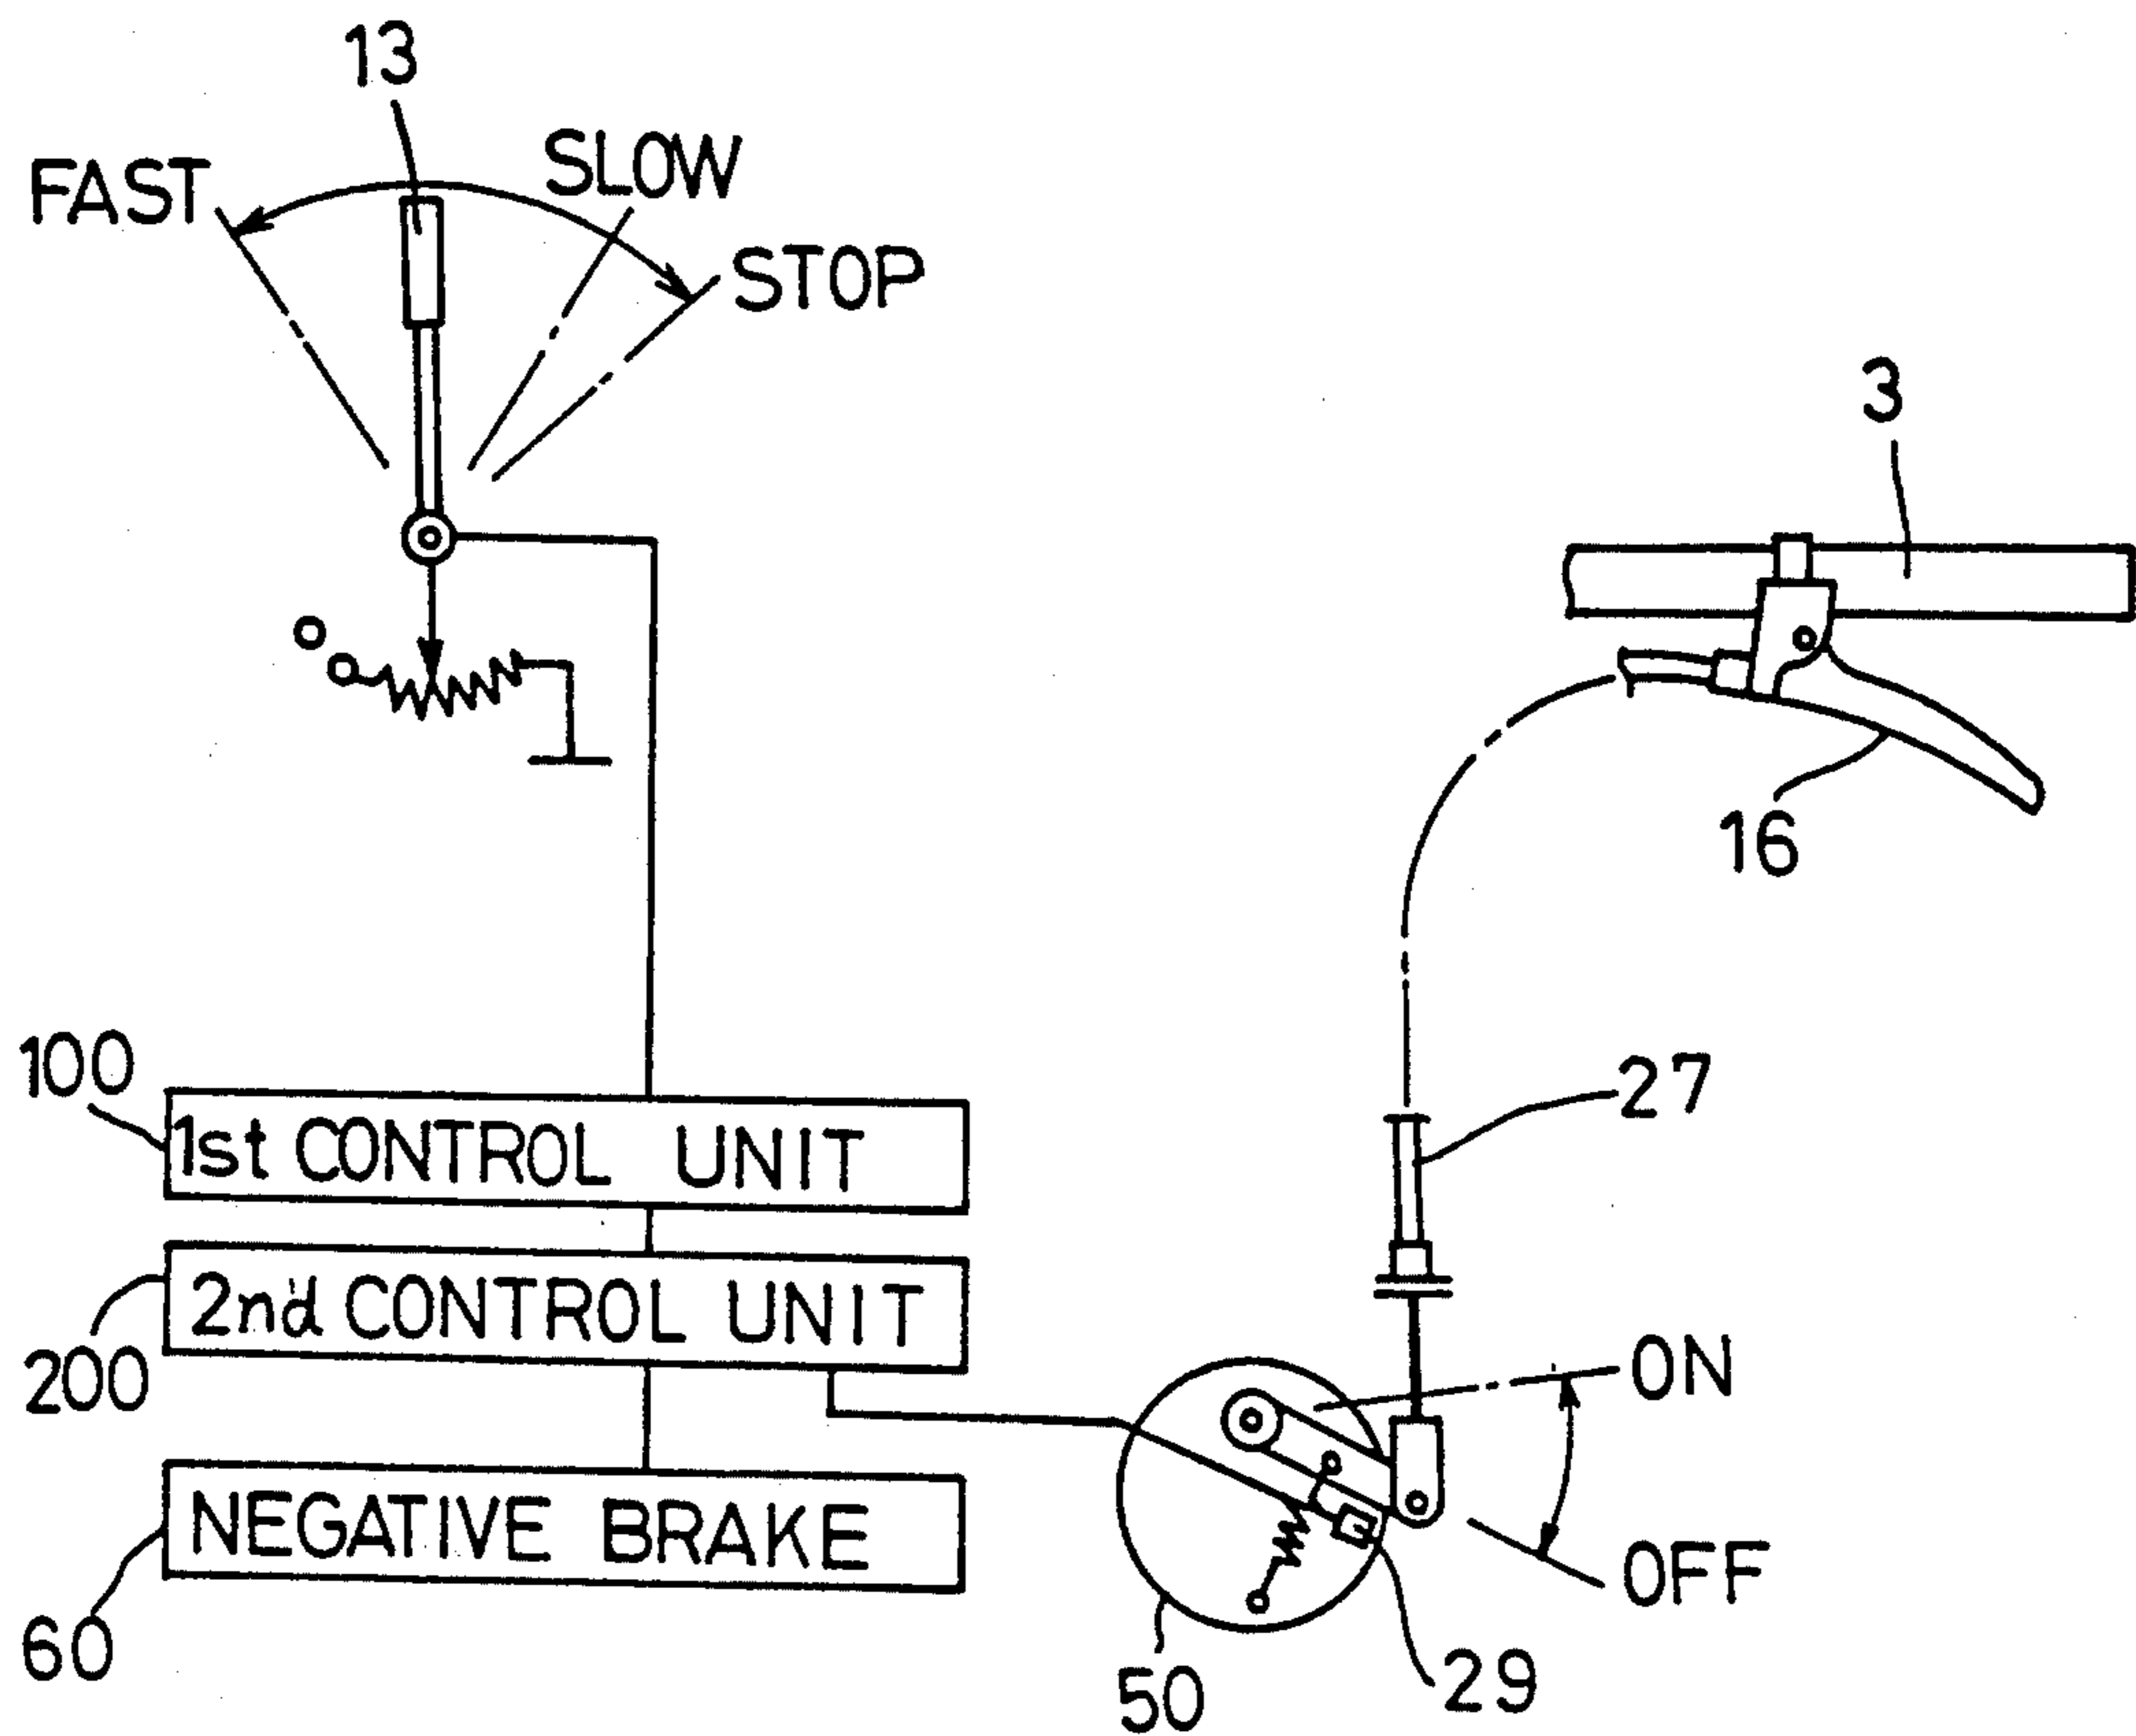 13
FAST
SLOW
STOP
3
16
100
1st CONTROL UNIT
27
200
2nd CONTROL UNIT
ON
60
NEGATIVE BRAKE
OFF
50
29